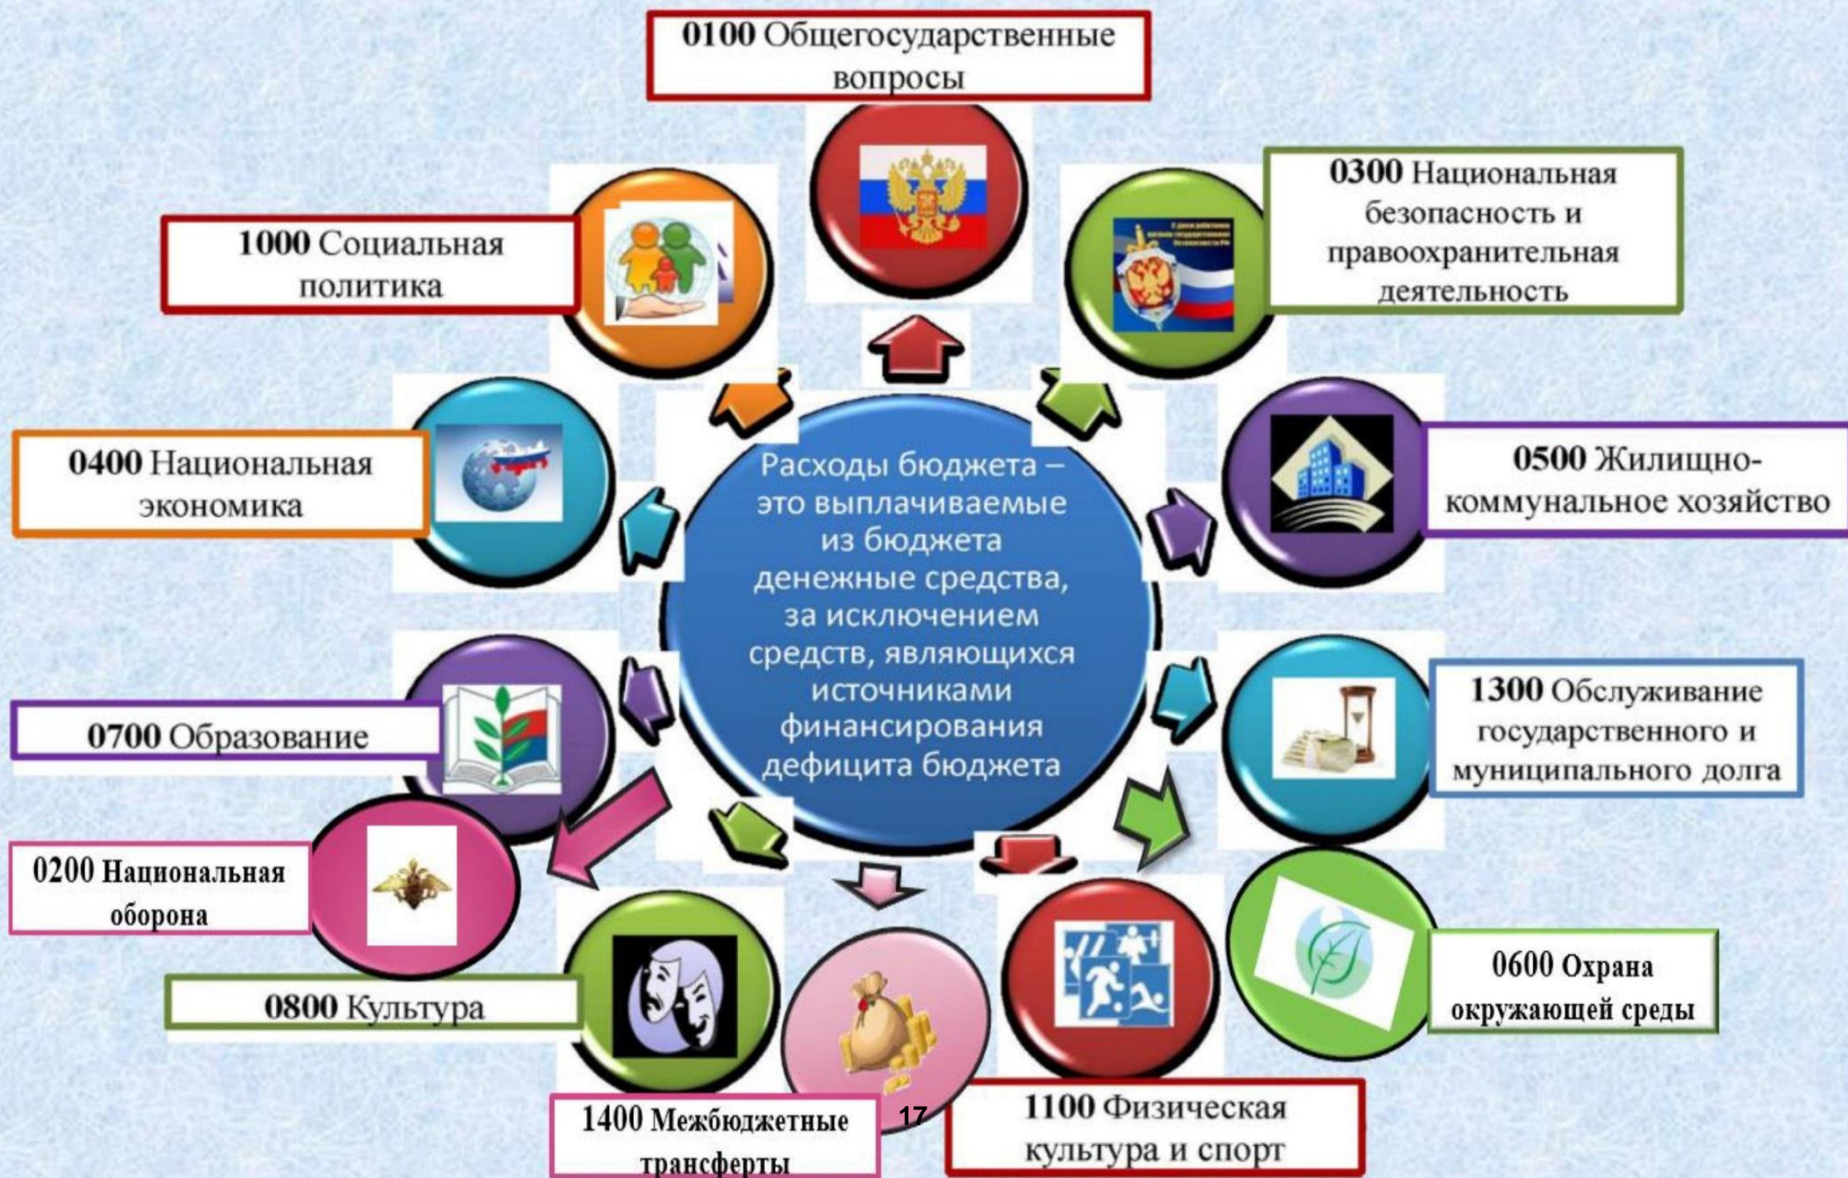 0100 Общегосударственные
вопросы
0300 Национальная
безопасность и
правоохранительная
деятельность
1000 Социальная
политика
0400 Национальная
экономика
0500 Жилищно-
коммунальное хозяйство
Расходы бюджета –
это выплачиваемые
из бюджета
денежные средства,
за исключением
средств, являющихся
источниками
финансирования
дефицита бюджета
0700 Образование
1300 Обслуживание
государственного и
муниципального долга
0200 Национальная
оборона
0600 Охрана
окружающей среды
0800 Культура
1400 Межбюджетные
трансферты
17
1100 Физическая
культура и спорт